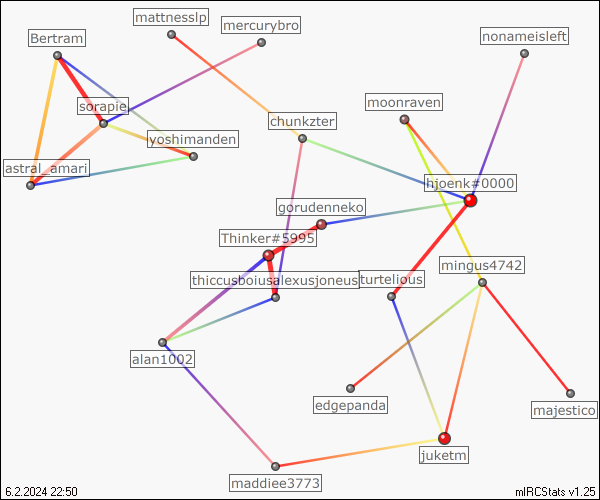 mattnesslp
mercurybro
Bertram
nonameisleft
sorapie
moonraven
chunkzter
yoshimanden
astral_amari
hjoenk#0000
gorudenneko
Thinker#5995
mingus4742
thiccusboiusalexusjoneus
turtelious
alan1002
edgepanda
majestico
juketm
maddiee3773
6.2.2024 22:50
mIRCStats v1.25